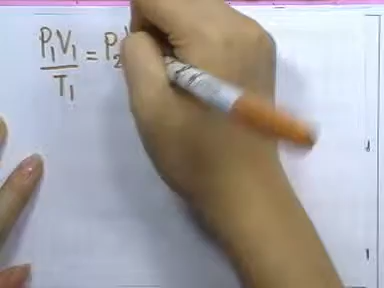 P₁V₁ = P₂
T₁